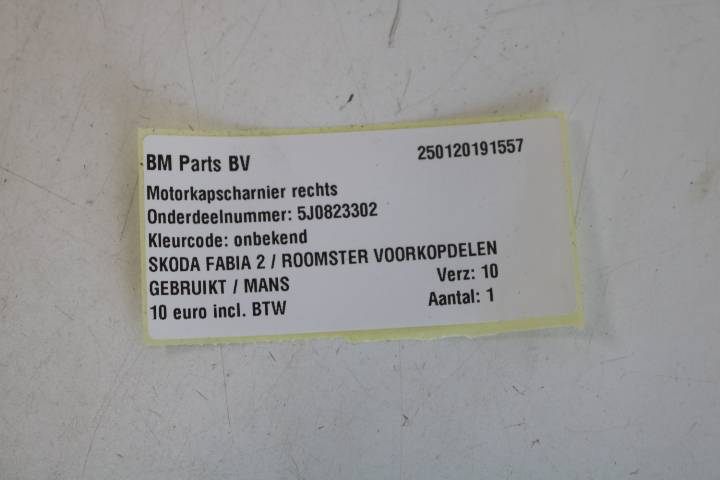 BM Parts BV 250120191557
Motorkapscharnier rechts
Onderdeelnummer: 5J0823302
Kleurcode: onbekend
SKODA FABIA 2 / ROOMSTER VOORKOPDELEN
GEBRUIKT / MANS Verz: 10
10 euro incl. BTW Aantal: 1